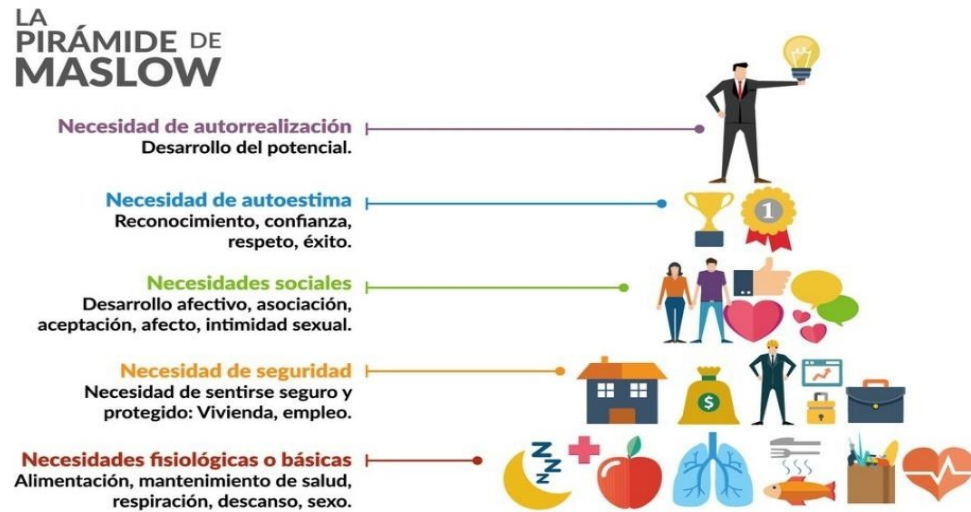 LA
PIRÁMIDE DE
MASLOW
Necesidad de autorrealización
Desarrollo del potencial.
Necesidad de autoestima
Reconocimiento, confianza,
respeto, éxito.
1
Necesidades sociales
Desarrollo afectivo, asociación,
aceptación, afecto, intimidad sexual.
Necesidad de seguridad
Necesidad de sentirse seguro y
protegido: Vivienda, empleo.
$
Necesidades fisiológicas o básicas
Alimentación, mantenimiento de salud,
respiración, descanso, sexo.
N
N
N